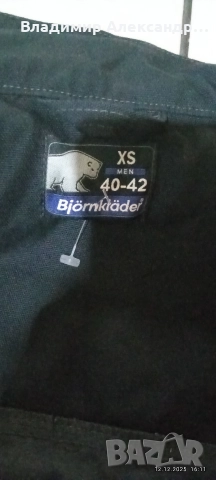 Владимир Александр
XS
MEN
40-42
Björnkläder
12.12.2025 16:11
BAZAR